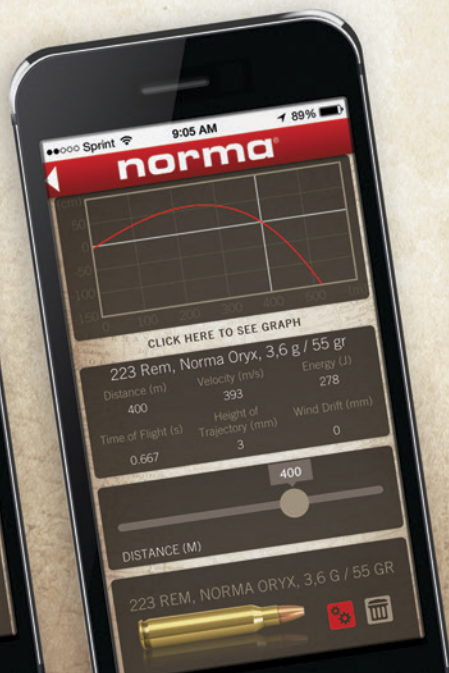 Sprint 9:05 AM 89%
norma
(cm)
50
0
-50
-100
-150 0 100 200 300 400 500 (m
CLICK HERE TO SEE GRAPH
223 Rem, Norma Oryx, 3,6 g / 55 gr
Distance (m) Velocity (m/s) Energy (J)
400 393 278
Time of Flight (s) Height of Trajectory (mm) Wind Drift (mm)
0.667 3 0
400
DISTANCE (M)
223 REM, NORMA ORYX, 3,6 G / 55 GR